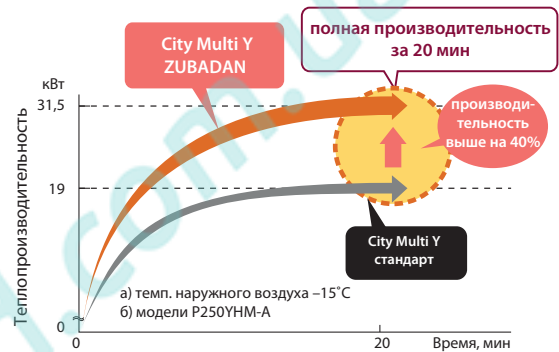 полная производительность
за 20 мин
City Multi Y
ZUBADAN
кВт
31,5
19
0
Теплопроизводительность
производи-
тельность
выше на 40%
City Multi Y
стандарт
а) темп. наружного воздуха –15˚С
б) модели P250YHM-A
0
20
Время, мин